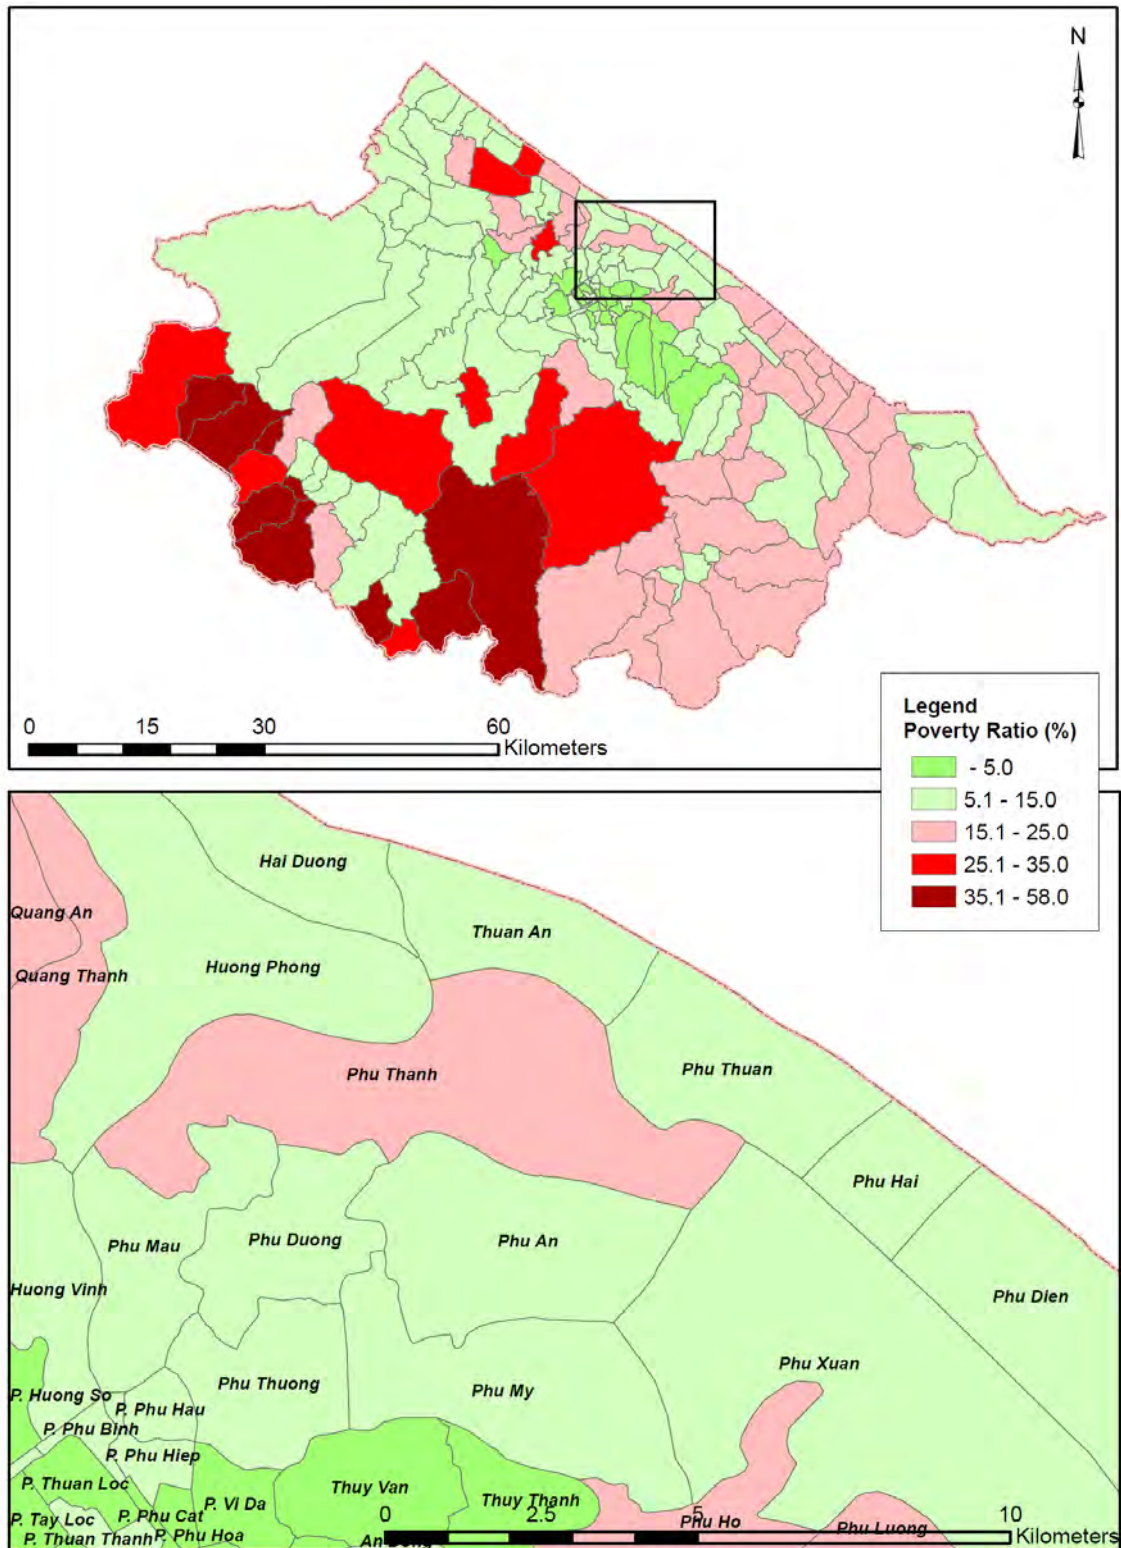 N
0 15 30 60
Kilometers
Legend
Poverty Ratio (%)
- 5.0
5.1 - 15.0
15.1 - 25.0
25.1 - 35.0
35.1 - 58.0
Hai Duong
Quang An
Thuan An
Quang Thanh
Huong Phong
Phu Thanh
Phu Thuan
Phu Hai
Phu Mau
Phu Duong
Phu An
Huong Vinh
Phu Dien
Phu Xuan
Phu Thuong
Phu My
P. Huong So
P. Phu Hau
P. Phu Binh
P. Phu Hiep
P. Thuan Loc
Thuy Van
P. Vi Da
Thuy Thanh
P. Tay Loc
P. Phu Cat
Phu Ho
Phu Luong
P. Thuan Thanh
P. Phu Hoa
An Dong
0 2.5 5 10
Kilometers